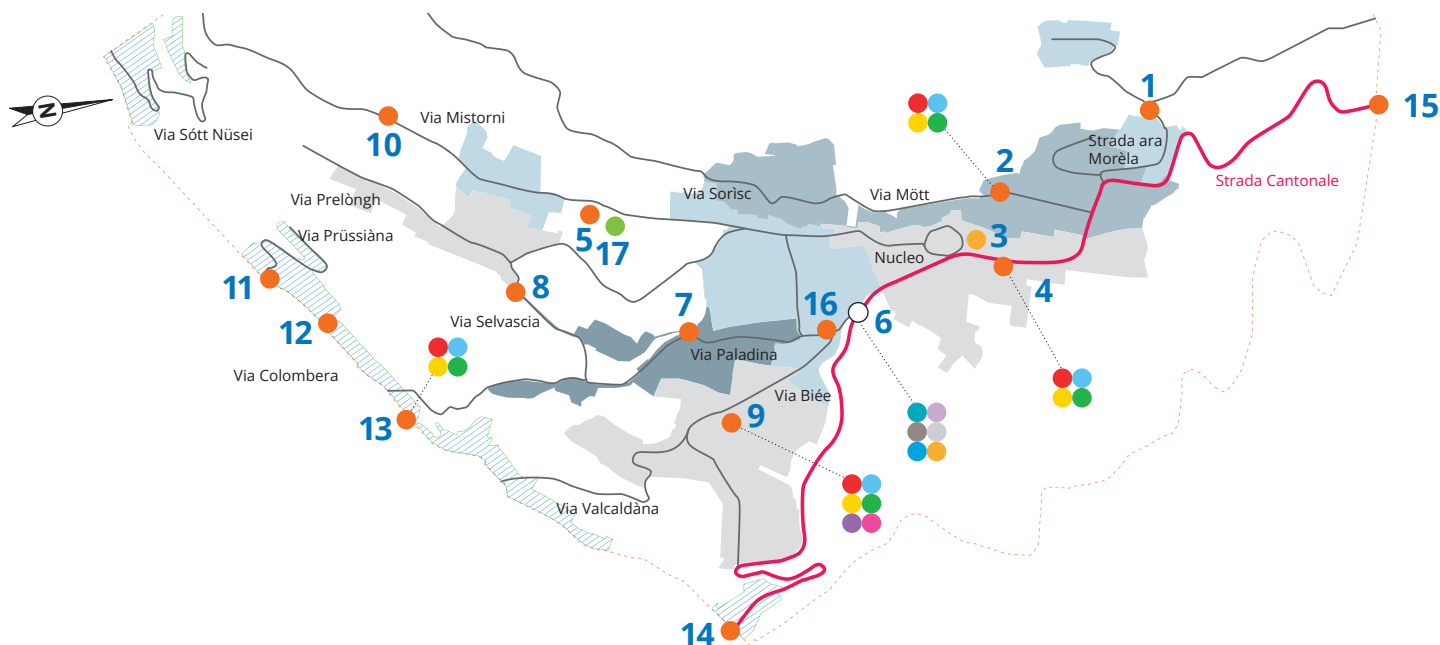 1
15
Via Mistorni
Via Sótt Nüsei
10
Strada ara
Morèla
2
Strada Cantonale
Via Sorìsc
Via Mött
Via Prelòngh
Via Prüssiàna
5
17
3
Nucleo
4
11
8
7
16
6
12
Via Selvascia
Via Paladina
Via Colombera
Via Biée
13
9
Via Valcaldàna
14
N